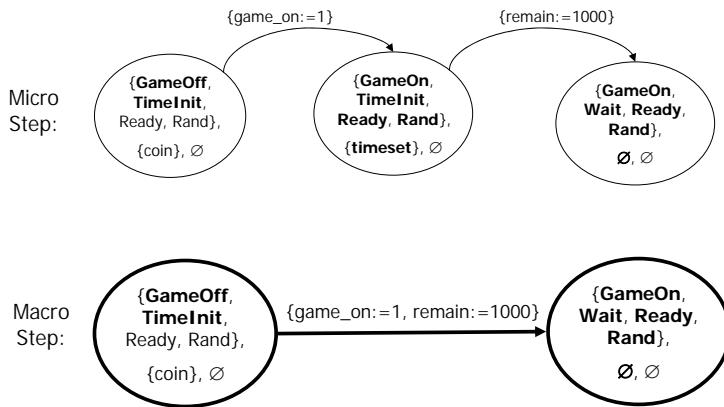 {game_on:=1}
{remain:=1000}
Micro
Step:
{GameOff,
TimeInit,
Ready, Rand},
{coin}, ∅
{GameOn,
TimeInit,
Ready, Rand},
{timeset}, ∅
{GameOn,
Wait, Ready,
Rand},
∅, ∅
Macro
Step:
{GameOff,
TimeInit,
Ready, Rand},
{coin}, ∅
{game_on:=1, remain:=1000}
{GameOn,
Wait, Ready,
Rand},
∅, ∅